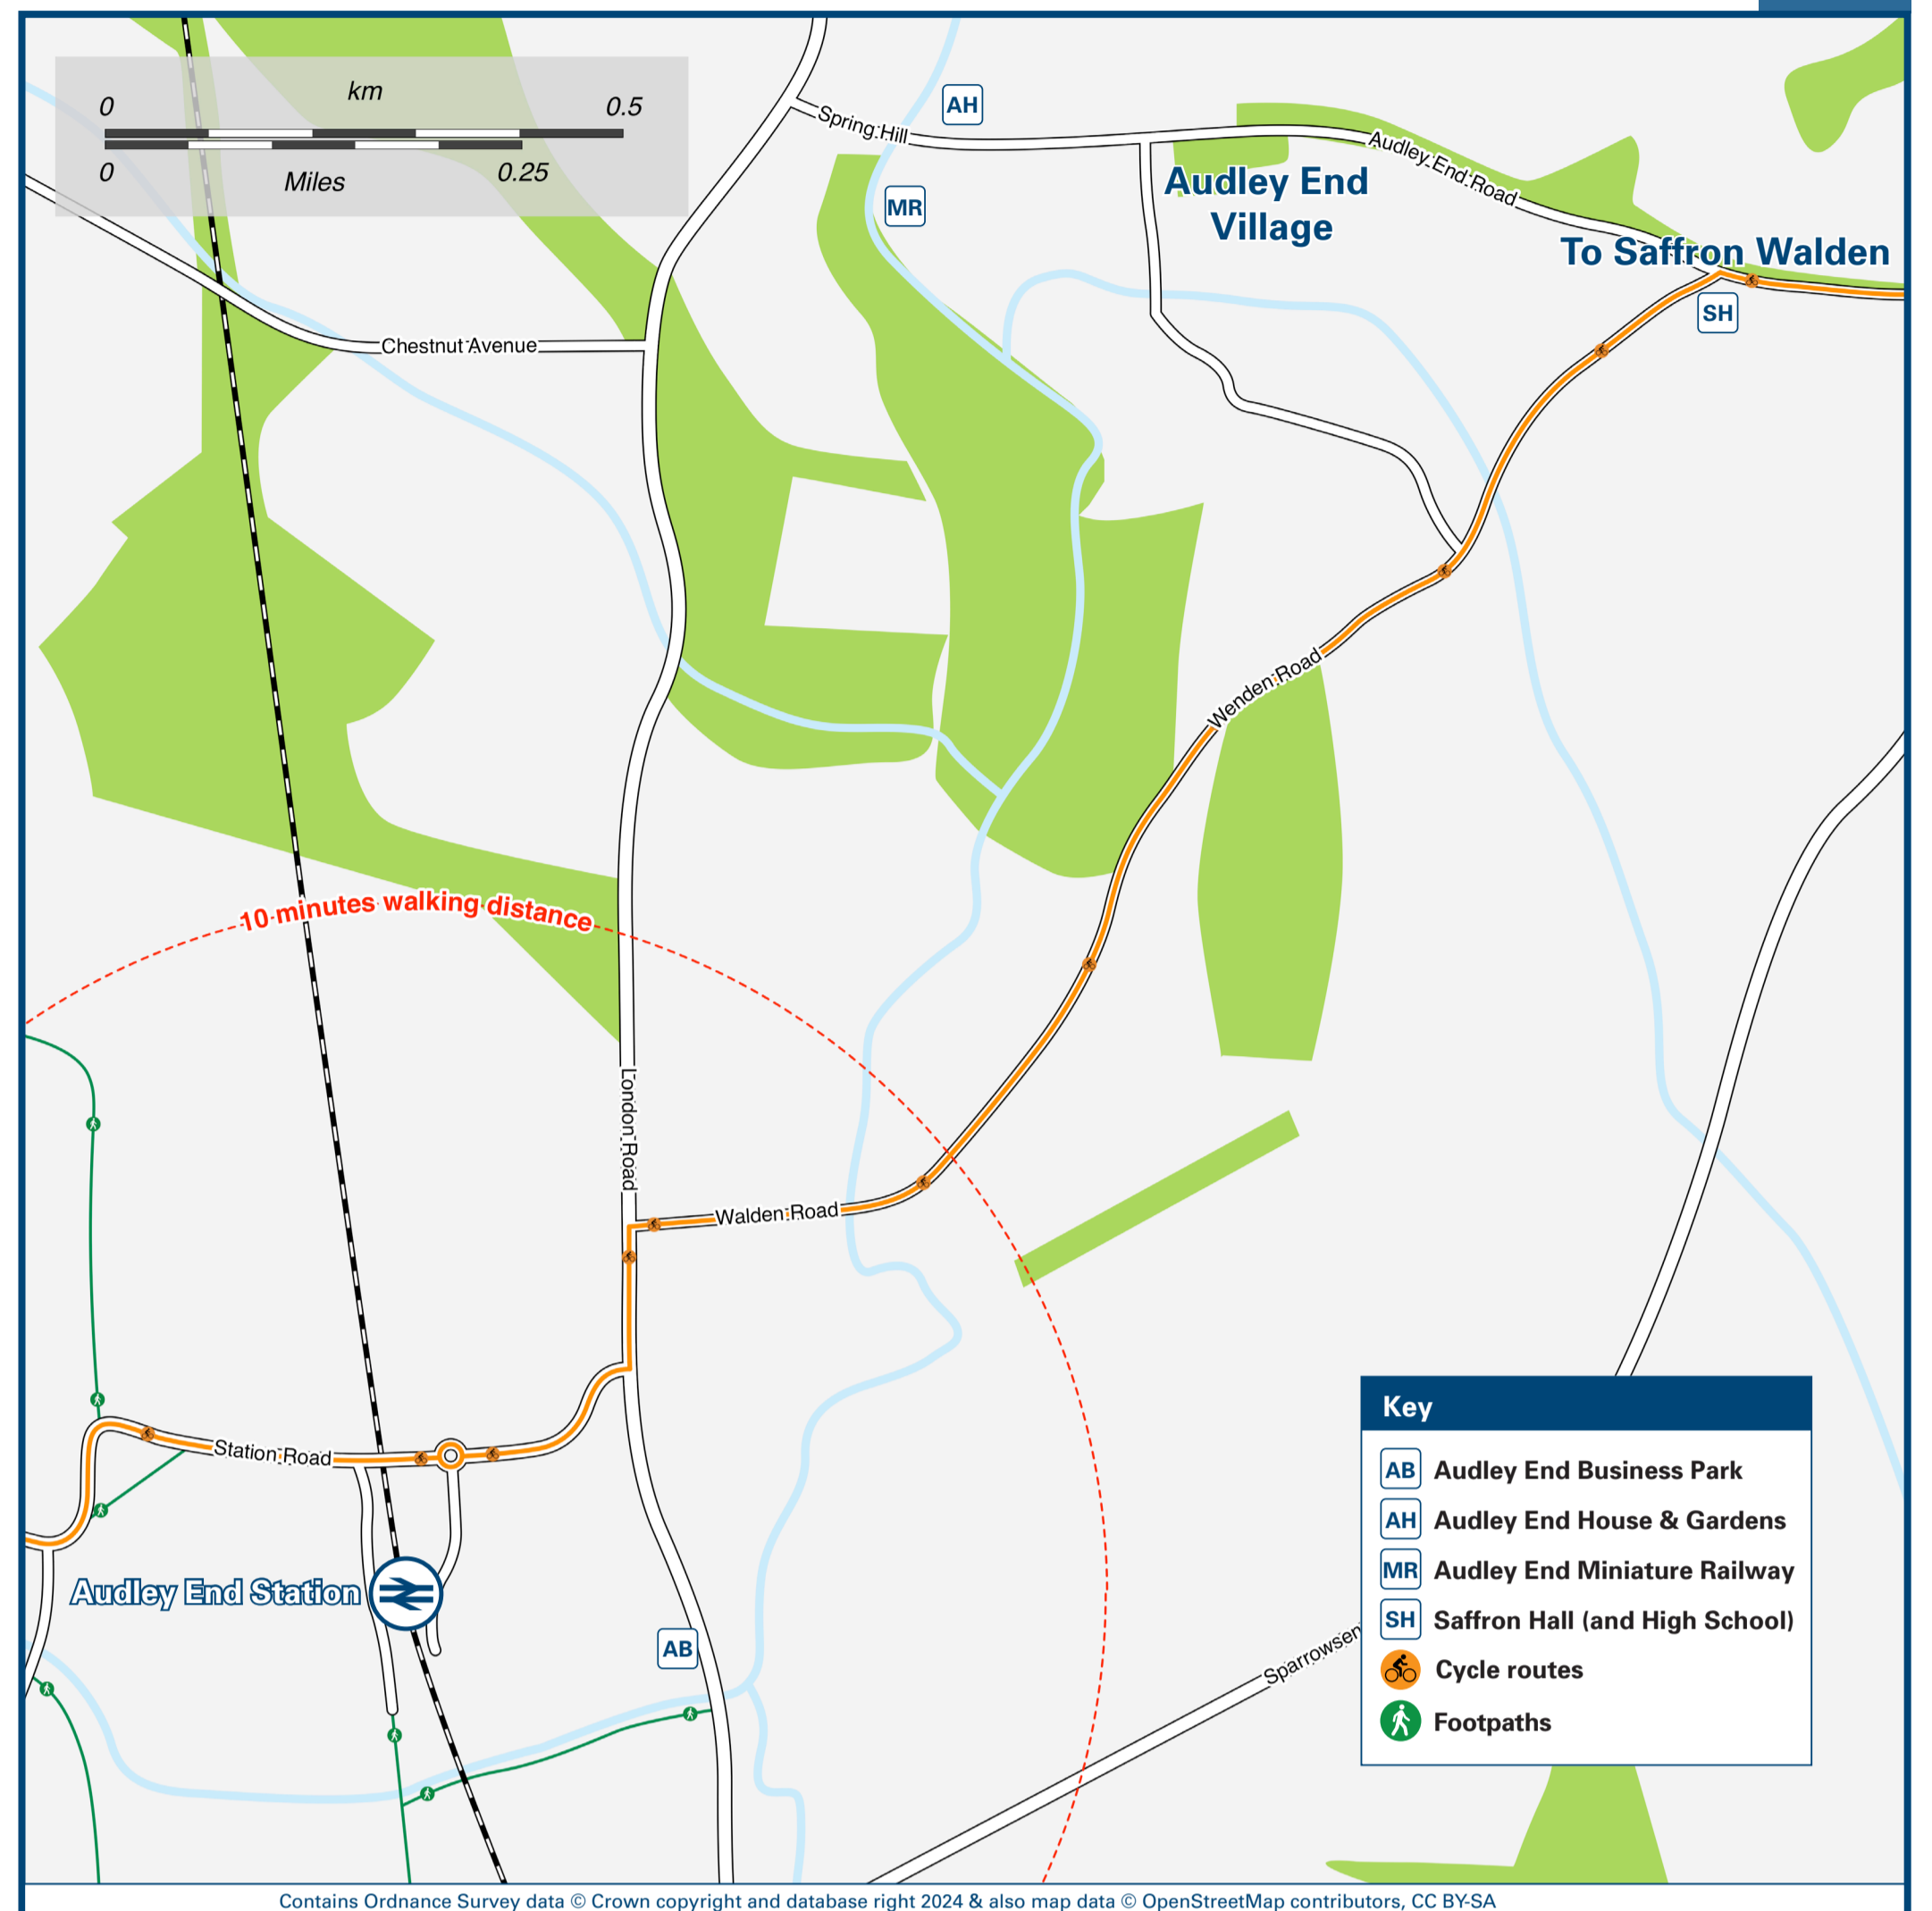 0
km
0.5
0
Miles
0.25
Spring Hill
AH
Audley End Road
MR
Audley End
Village
To Saffron Walden
SH
Chestnut Avenue
Wenden Road
10 minutes walking distance
London Road
Walden Road
Station Road
Audley End Station
AB
Sparrowsen
Key
AB Audley End Business Park
AH Audley End House & Gardens
MR Audley End Miniature Railway
SH Saffron Hall (and High School)
Cycle routes
Footpaths
Contains Ordnance Survey data © Crown copyright and database right 2024 & also map data © OpenStreetMap contributors, CC BY-SA